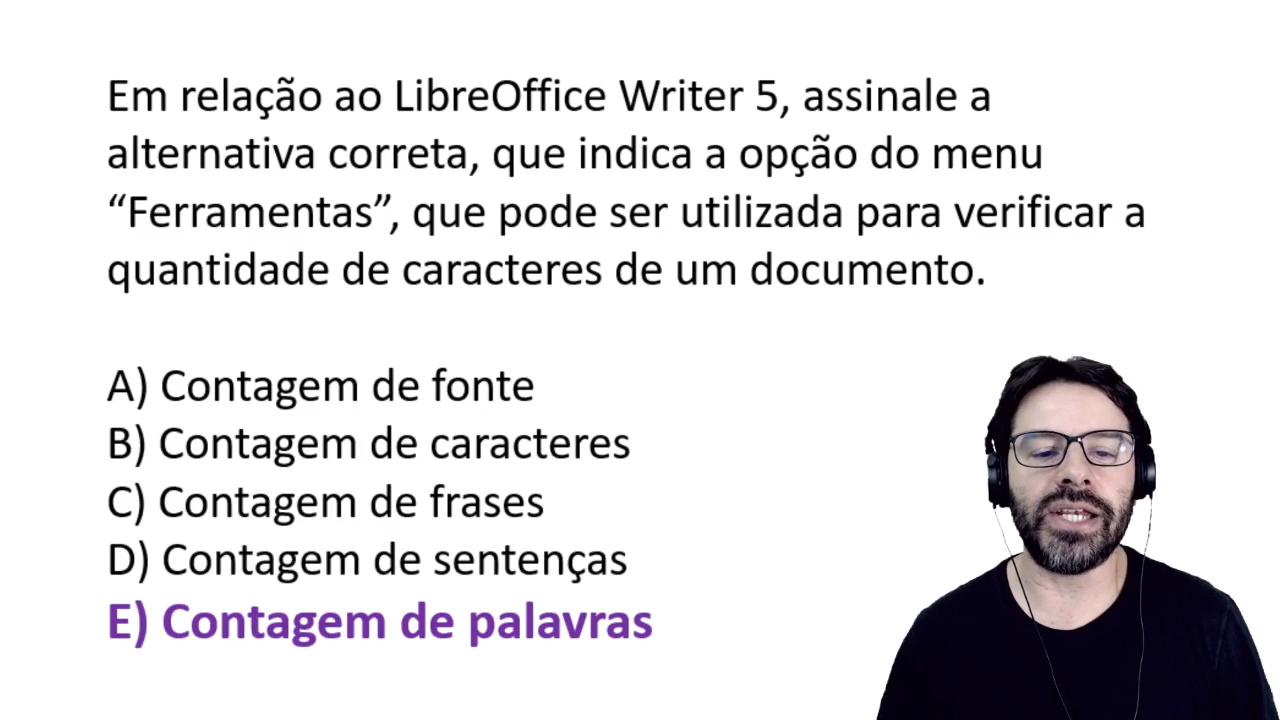 Em relação ao LibreOffice Writer 5, assinale a
alternativa correta, que indica a opção do menu
“Ferramentas”, que pode ser utilizada para verificar a
quantidade de caracteres de um documento.
A) Contagem de fonte
B) Contagem de caracteres
C) Contagem de frases
D) Contagem de sentenças
E) Contagem de palavras